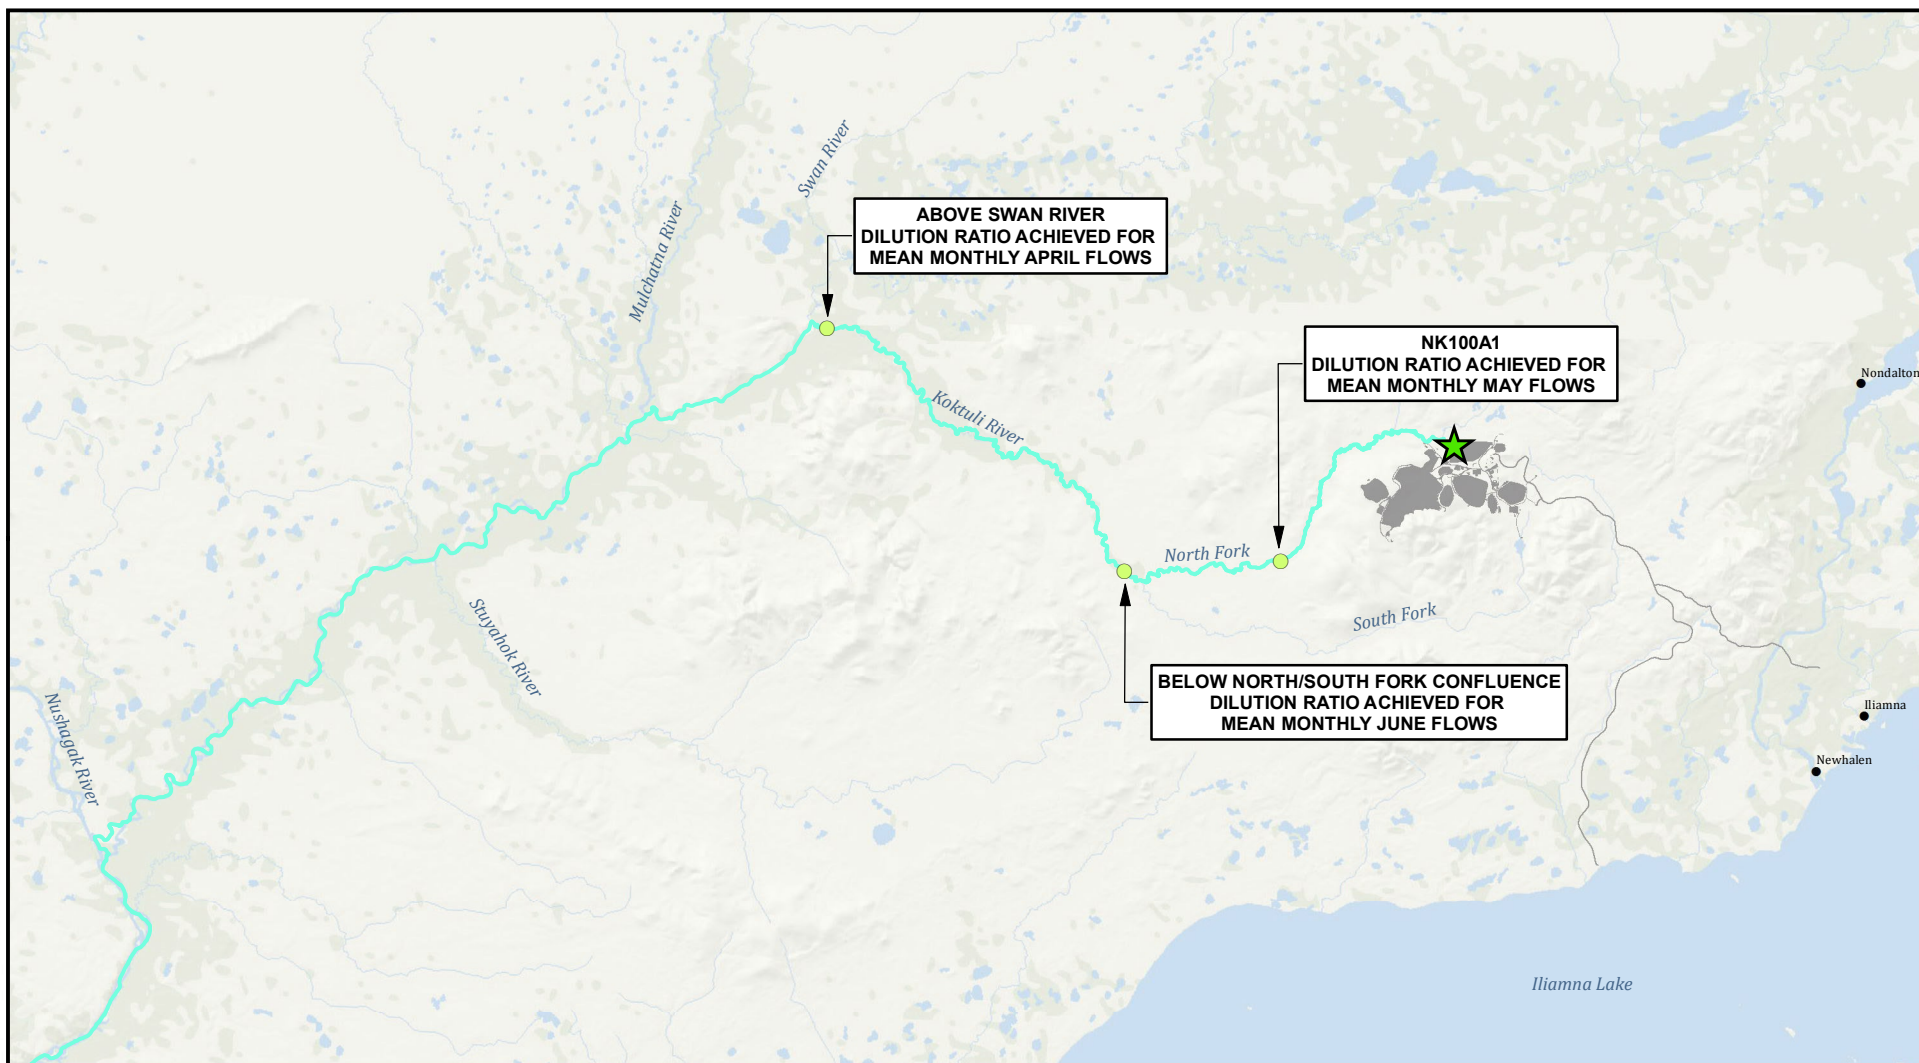 Swan River
ABOVE SWAN RIVER
DILUTION RATIO ACHIEVED FOR
MEAN MONTHLY APRIL FLOWS
Mulchatna River
NK100A1
DILUTION RATIO ACHIEVED FOR
MEAN MONTHLY MAY FLOWS
Nondalton
Koktuli River
North Fork
South Fork
Stuyahok River
BELOW NORTH/SOUTH FORK CONFLUENCE
DILUTION RATIO ACHIEVED FOR
MEAN MONTHLY JUNE FLOWS
Nushagak River
Iliamna
Newhalen
Iliamna Lake